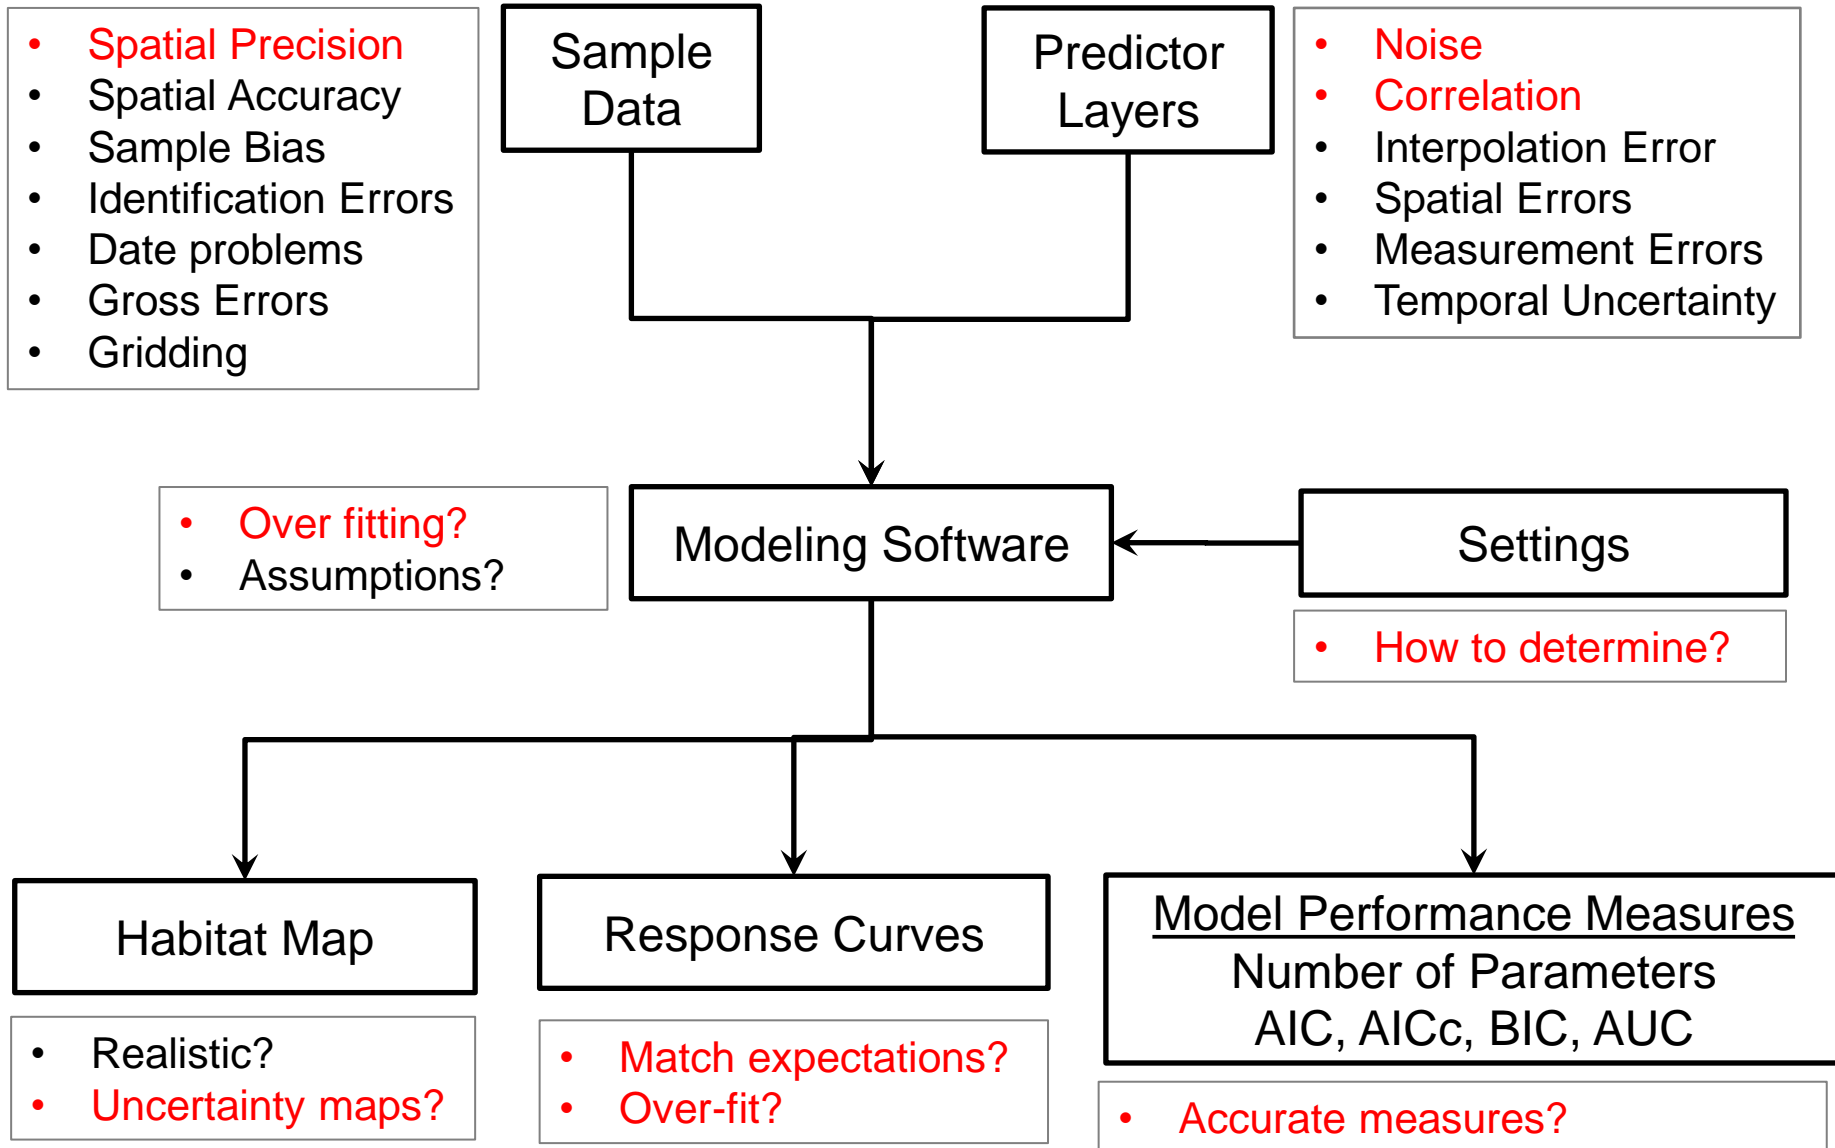 • Spatial Precision
• Spatial Accuracy
• Sample Bias
• Identification Errors
• Date problems
• Gross Errors
• Gridding
Sample
Data
Predictor
Layers
• Noise
• Correlation
• Interpolation Error
• Spatial Errors
• Measurement Errors
• Temporal Uncertainty
• Over fitting?
• Assumptions?
Modeling Software
Settings
• How to determine?
Habitat Map
• Realistic?
• Uncertainty maps?
Response Curves
• Match expectations?
• Over-fit?
Model Performance Measures
Number of Parameters
AIC, AICc, BIC, AUC
• Accurate measures?